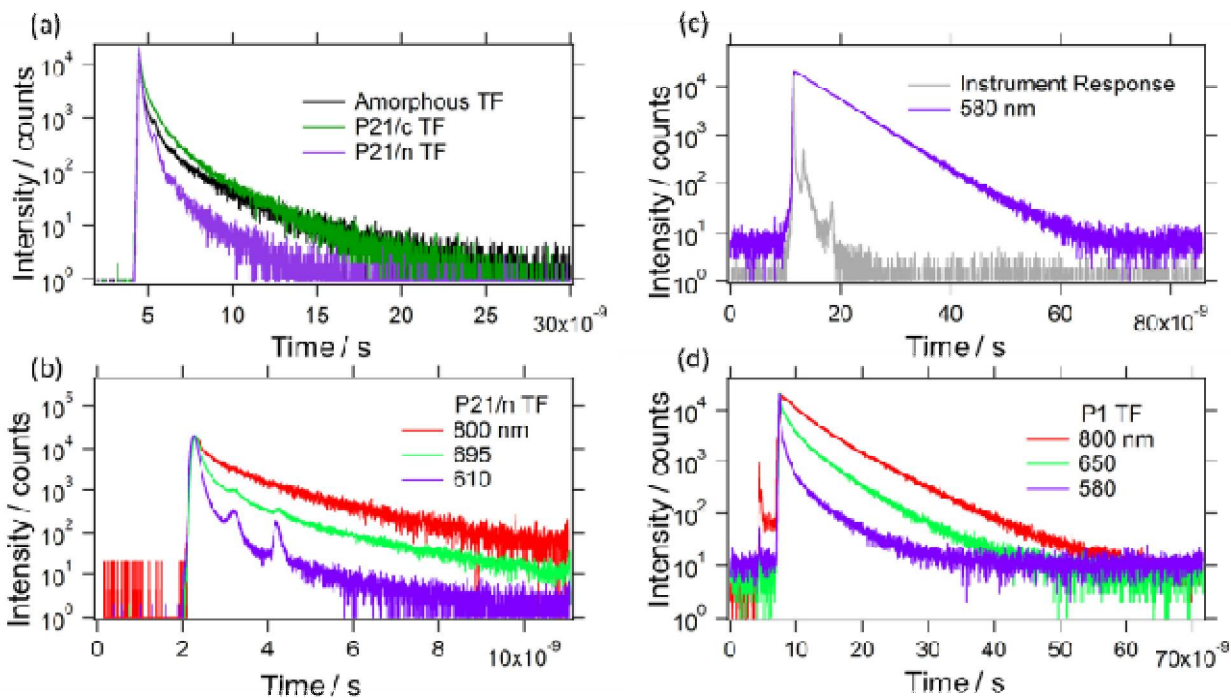 (a)
Intensity / counts
10^4
10^3
10^2
10^1
10^0
Amorphous TF
P21/c TF
P21/n TF
5
10
15
20
25
30x10^-9
Time / s
(b)
Intensity / counts
10^5
10^4
10^3
10^2
10^1
10^0
P21/n TF
800 nm
695
610
0
2
4
6
8
10x10^-9
Time / s
(c)
Intensity / counts
10^4
10^3
10^2
10^1
10^0
Instrument Response
580 nm
0
20
40
60
80x10^-9
Time / s
(d)
Intensity / counts
10^4
10^3
10^2
10^1
10^0
P1 TF
800 nm
650
580
0
10
20
30
40
50
60
70x10^-9
Time / s